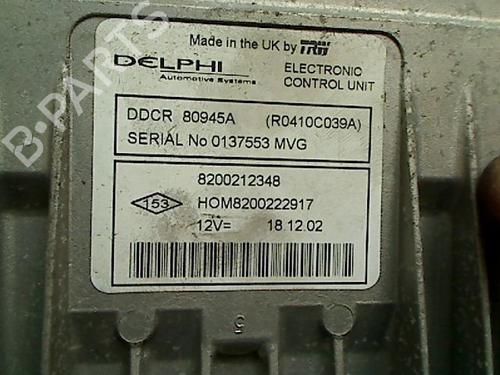 Made in the UK by TRW
DELPHI
Automotive Systems
ELECTRONIC
CONTROL UNIT
DDCR 80945A (R0410C039A)
SERIAL No 0137553 MVG
8200212348
153 HOM8200222917
12V= 18.12.02
5
B-PARTS